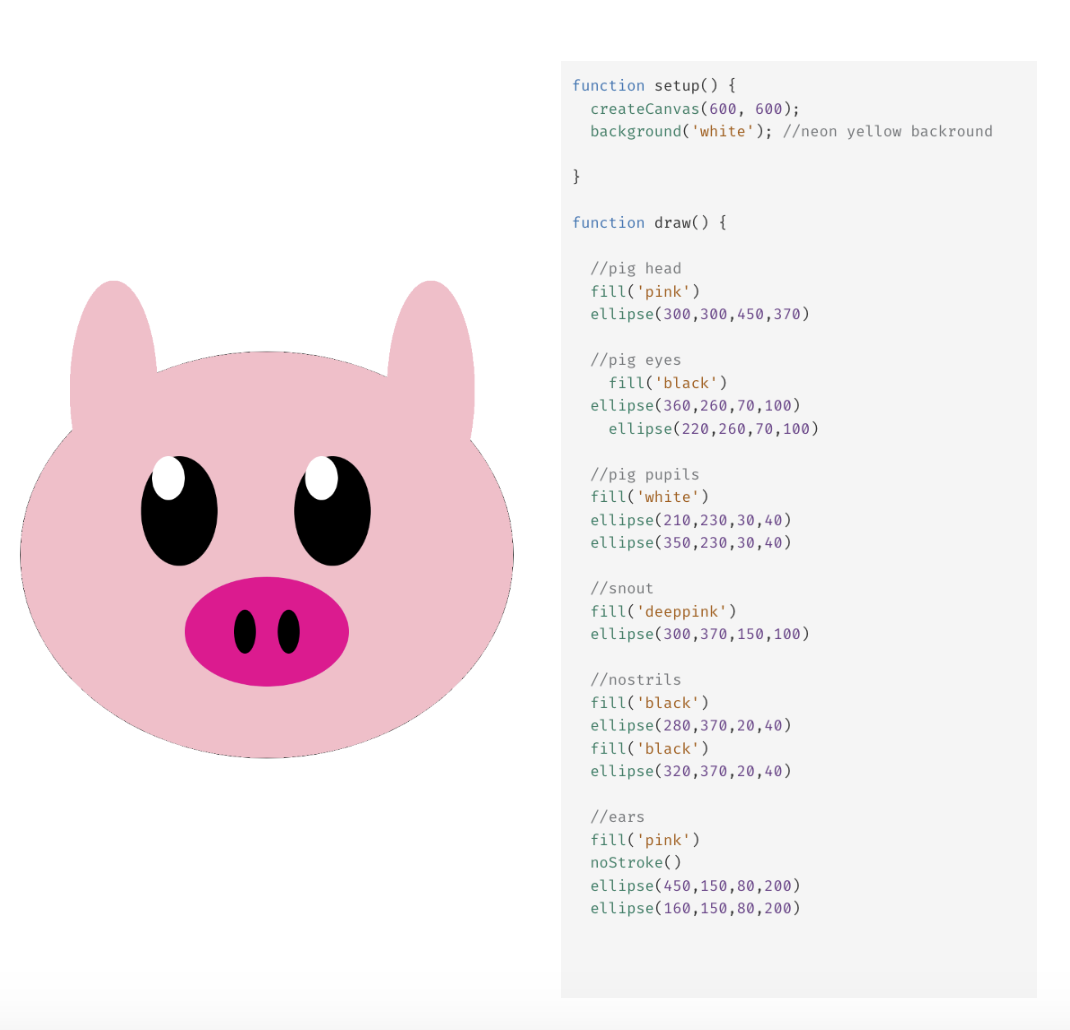 function setup() {
  createCanvas(600, 600);
  background('white'); //neon yellow backround

}

function draw() {

  //pig head
  fill('pink')
  ellipse(300,300,450,370)

  //pig eyes
    fill('black')
  ellipse(360,260,70,100)
    ellipse(220,260,70,100)

  //pig pupils
  fill('white')
  ellipse(210,230,30,40)
  ellipse(350,230,30,40)

  //snout
  fill('deeppink')
  ellipse(300,370,150,100)

  //nostrils
  fill('black')
  ellipse(280,370,20,40)
  fill('black')
  ellipse(320,370,20,40)

  //ears
  fill('pink')
  noStroke()
  ellipse(450,150,80,200)
  ellipse(160,150,80,200)